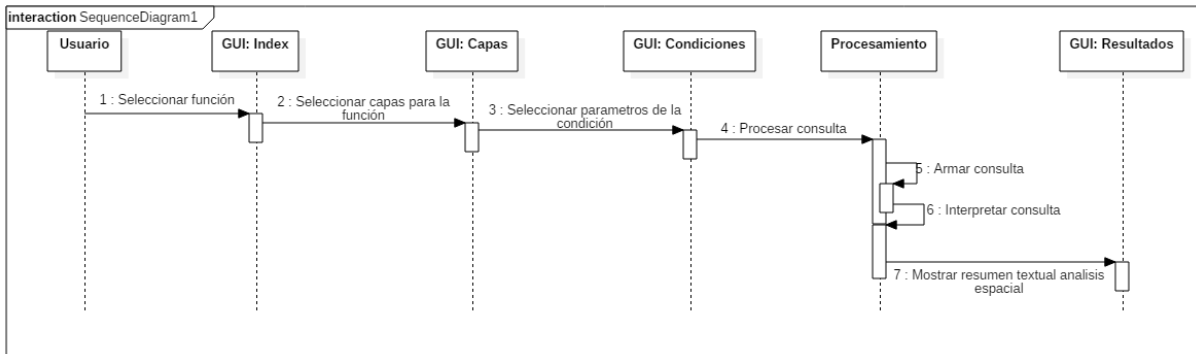 interaction SequenceDiagram1
Usuario
GUI: Index
GUI: Capas
GUI: Condiciones
Procesamiento
GUI: Resultados
1 : Seleccionar función
2 : Seleccionar capas para la
función
3 : Seleccionar parametros de la
condición
4 : Procesar consulta
5 : Armar consulta
6 : Interpretar consulta
7 : Mostrar resumen textual analisis
espacial